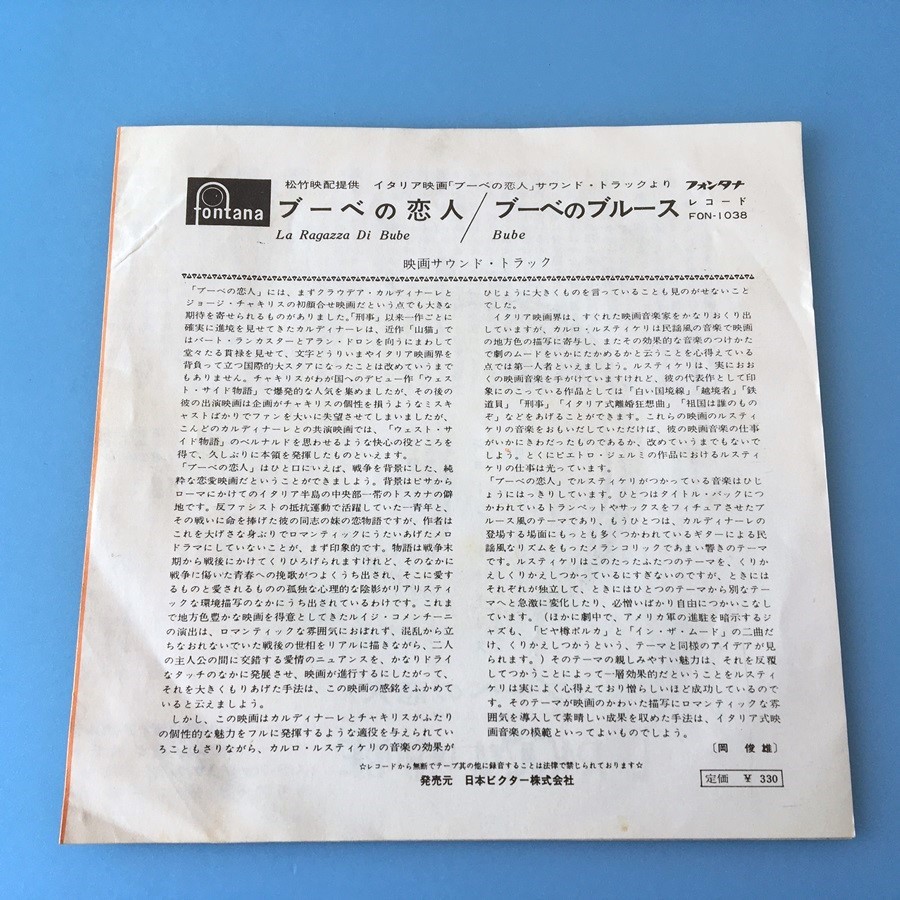 fontana
松竹映配提供 イタリア映画「ブーベの恋人」サウンド・トラックより
フォンタナ
レコード
FON-1038
ブーベの恋人/ブーベのブルース
La Ragazza Di Bube
Bube
映画サウンド・トラック
「ブーベの恋人」には、まずクラウデア・カルディナーレと
ジョージ・チャキリスの初顔合せ映画だという点でも大きな
期待を寄せられるものがありました。「刑事」以来一作ごとに
確実に進境を見せてきたカルディナーレは、近作「山猫」で
はバート・ランカスターとアラン・ドロンを向うにまわして
堂々たる貫禄を見せて、文字どうりいまやイタリア映画界を
背負って立つ国際的大スタアになったことは改めていうまで
もありません。チャキリスがわが国へのデビュー作「ウェス
ト・サイド物語」で爆発的な人気を集めましたが、その後の
彼の出演映画は企画がチャキリスの個性を損うようなミスキ
ャストばかりでファンを大いに失望させてしまいましたが、
こんどのカルディナーレとの共演映画では、「ウェスト・サ
イド物語」のベルナルドを思わせるような快心の役どころを
得て、久しぶりに本領を発揮したものといえます。
「ブーベの恋人」はひと口にいえば、戦争を背景にした、純
粋な恋愛映画だということができましょう。背景はピサから
ローマにかけてのイタリア半島の中央部一帯のトスカナの僻
地です。反ファシストの抵抗運動で活躍していた一青年と、
その戦いに命を捧げた彼の同志の妹の恋物語ですが、作者は
これを大げさな身ぶりでロマンティックにうたいあげたメロ
ドラマにしていないことが、まず印象的です。物語は戦争末
期から戦後にかけてくりひろげられますけれど、そのなかに
戦争に傷いた青春への挽歌がつよくうち出され、そこに愛す
るものと愛されるものの孤独な心理的な陰影がリアリスティ
ックな環境描写のなかにうち出されているわけです。これま
で地方色豊かな映画を得意としてきたルイジ・コメンチーニ
の演出は、ロマンティックな雰囲気におぼれず、混乱から立
ちなおれないでいた戦後の世相をリアルに描きながら、二人
の主人公の間に交錯する愛情のニュアンスを、かなりドライ
なタッチのなかに発展させ、映画が進行するにしたがって、
それを大きくもりあげた手法は、この映画の感銘をふかめて
いると云えましょう。
しかし、この映画はカルディナーレとチャキリスがふたり
の個性的な魅力をフルに発揮するような適役を与えられてい
ろこともさりながら、カルロ・ルスティケリの音楽の効果が
ひじょうに大きくものを言っていることも見のがせないこと
でした。
イタリア映画界は、すぐれた映画音楽家をかなりおくり出
していますが、カルロ・ルスティケリは民謡風の音楽で映画
の地方色の描写に寄与し、またその効果的な音楽のつけかた
で劇のムードをいかにたかめるかと云うことを心得えている
点では第一人者といえましょう。ルスティケリは、実におお
くの映画音楽を手がけていますけれど、彼の代表作として印
象にのこっている作品としては「白い国境線」「越境者」「鉄
道員」、「刑事」「イタリア式離婚狂想曲」「祖国は誰のもの
ぞ」などをあげることができます。これらの映画のルスティ
ケリの音楽をおもいだしていただけば、彼の映画音楽の仕事
がいかにきわだったものであるか、改めていうまでもないで
しょう。とくにピエトロ・ジェルミの作品におけるルスティ
ケリの仕事は光っています。
「ブーベの恋人」でルスティケリがつかっている音楽はひじ
ょうにはっきりしています。ひとつはタイトル・バックにつ
かわれているトランペットやサックスをフィチュアさせたブ
ルース風のテーマであり、もうひとつは、カルディナーレの
登場する場面にもっとも多くつかわれているギターによる民
謡風なリズムをもったメランコリックであまい響きのテーマ
です。ルスティケリはこのたったふたつのテーマを、くりか
えしくりかえしつかっているにすぎないのですが、ときには
それぞれが独立して、ときにはひとつのテーマから別なテー
マへと急激に変化したり、必憎いばかり自由につかいこなし
ています。(ほかに劇中で、アメリカ軍の進駐を暗示するジ
ャズも、「ビヤ樽ポルカ」と「イン・ザ・ムード」の二曲だ
け、くりかえしつかうという、テーマと同様のアイデアが見
られます。)そのテーマの親しみやすい魅力は、それを反覆
してつかうことによって一層効果的だということをルスティ
ケリは実によく心得ており憎らしいほど成功しているので
す。そのテーマが映画のかわいた描写にロマンティックな雰
囲気を導入して素晴しい成果を収めた手法は、イタリア式映
画音楽の模範といってよいものでしょう。
〔岡 俊雄〕
☆レコードから無断でテープ其の他に録音することは法律で禁じられております☆
発売元 日本ビクター株式会社
定価 ¥ 330